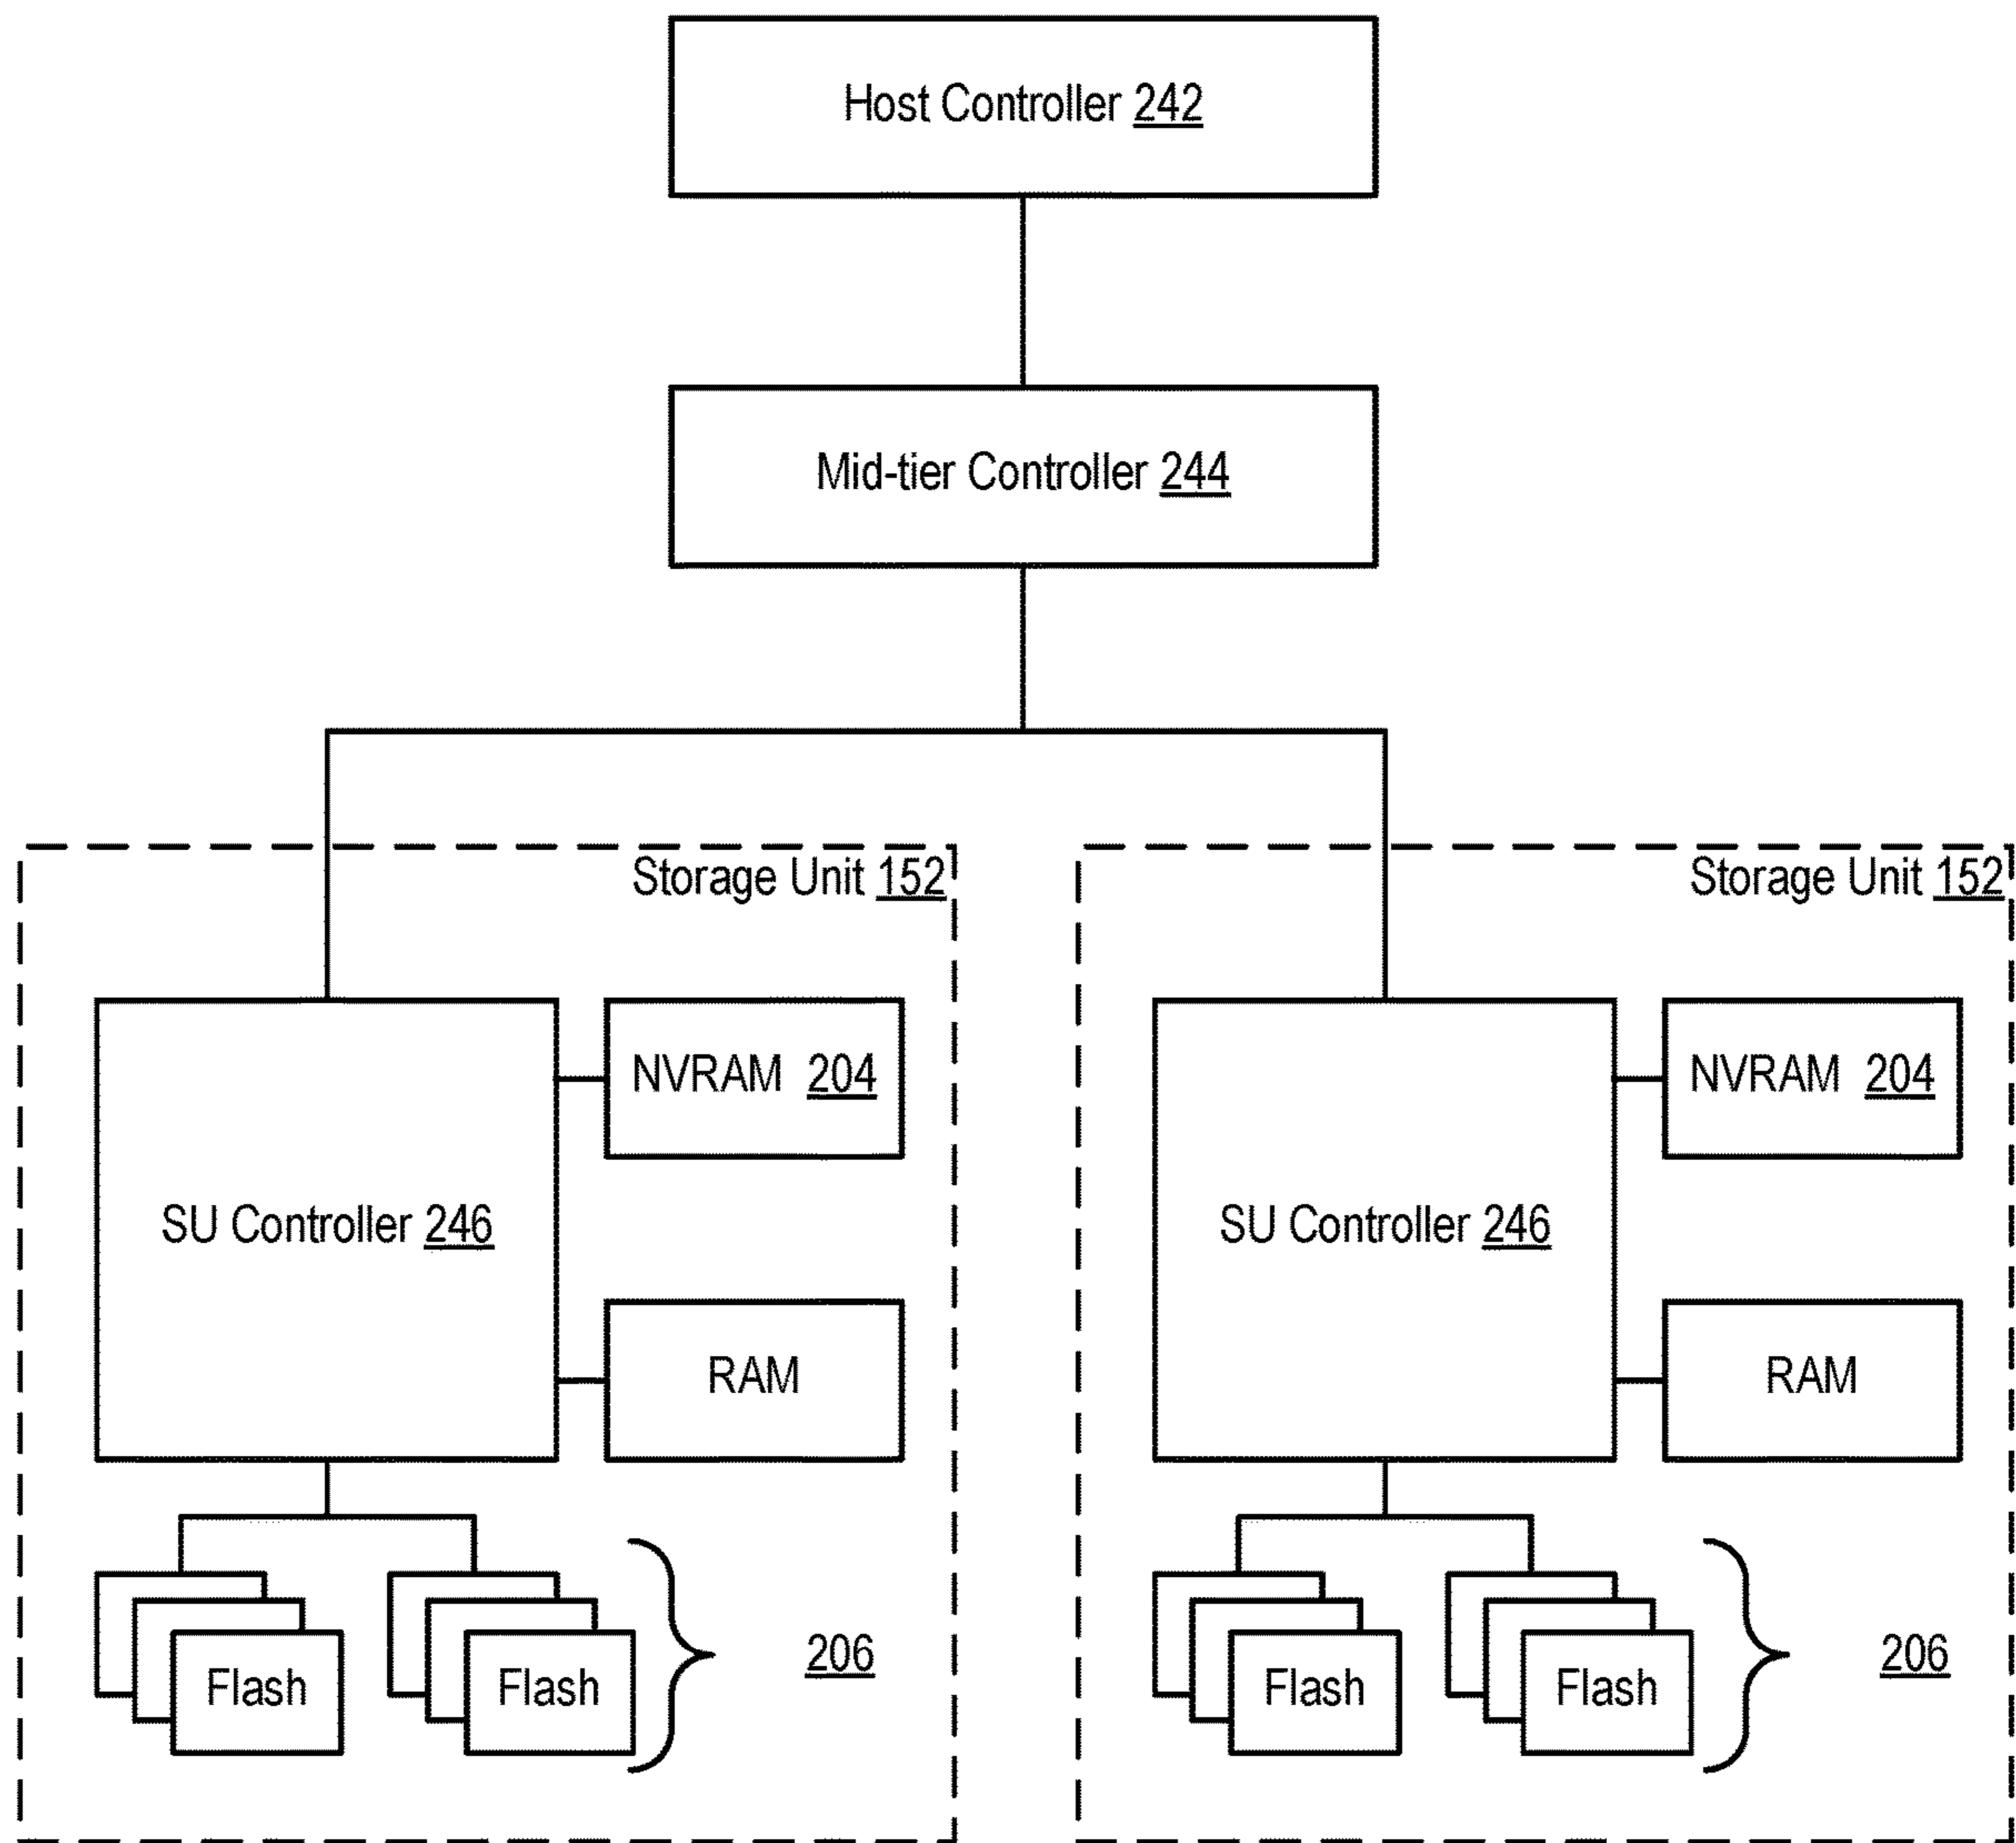 Host Controller 242
Mid-tier Controller 244
Storage Unit 152
NVRAM 204
SU Controller 246
RAM
Flash
Flash
206
Storage Unit 152
NVRAM 204
SU Controller 246
RAM
Flash
Flash
206